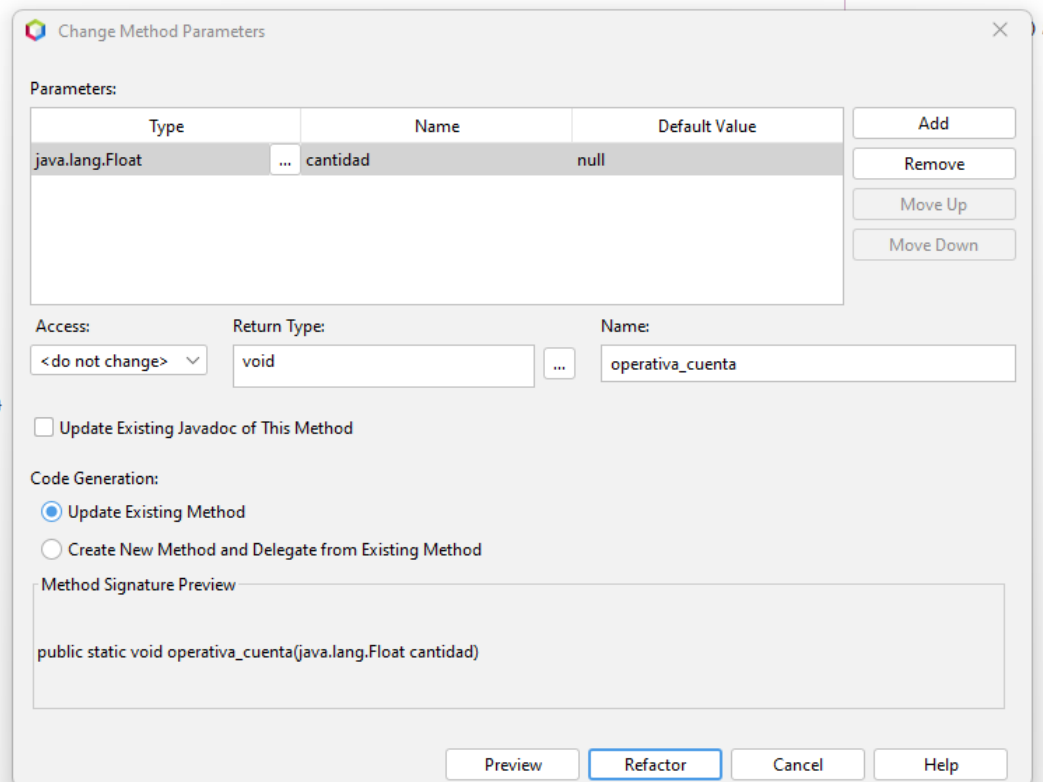 Change Method Parameters
Parameters:
Type Name Default Value
java.lang.Float ... cantidad null
Add
Remove
Move Up
Move Down
Access: Return Type: Name:
<do not change> void ... operativa_cuenta
Update Existing Javadoc of This Method
Code Generation:
Update Existing Method
Create New Method and Delegate from Existing Method
Method Signature Preview
public static void operativa_cuenta(java.lang.Float cantidad)
Preview Refactor Cancel Help